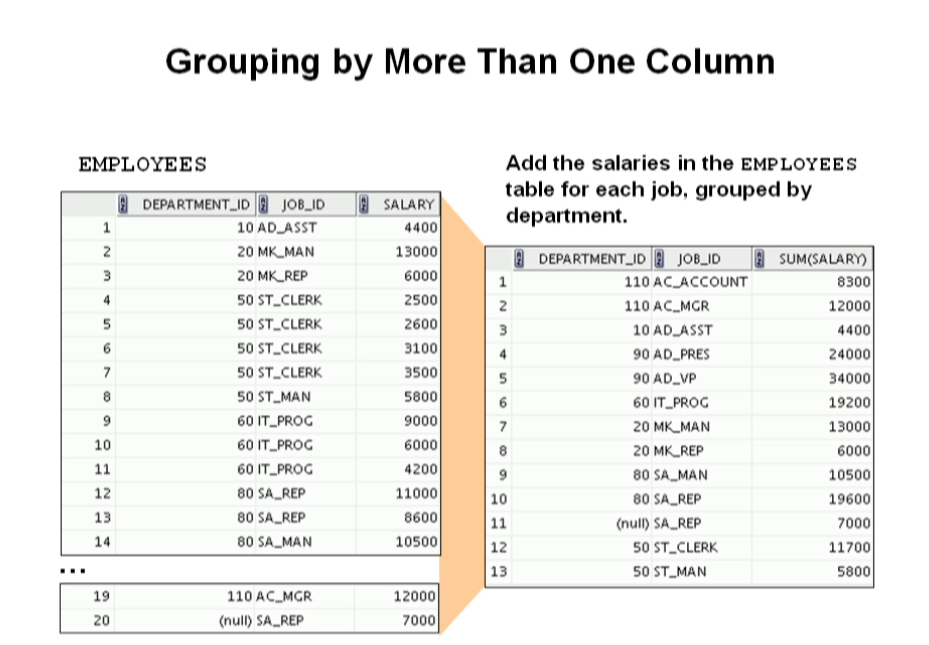 Grouping by More Than One Column
EMPLOYEES
DEPARTMENT_ID JOB_ID SALARY
1 10 AD_ASST 4400
2 20 MK_MAN 13000
3 20 MK_REP 6000
4 50 ST_CLERK 2500
5 50 ST_CLERK 2600
6 50 ST_CLERK 3100
7 50 ST_CLERK 3500
8 50 ST_MAN 5800
9 60 IT_PROG 9000
10 60 IT_PROG 6000
11 60 IT_PROG 4200
12 80 SA_REP 11000
13 80 SA_REP 8600
14 80 SA_MAN 10500
...
19 110 AC_MGR 12000
20 (null) SA_REP 7000
Add the salaries in the EMPLOYEES
table for each job, grouped by
department.
DEPARTMENT_ID JOB_ID SUM(SALARY)
1 110 AC_ACCOUNT 8300
2 110 AC_MGR 12000
3 10 AD_ASST 4400
4 90 AD_PRES 24000
5 90 AD_VP 34000
6 60 IT_PROG 19200
7 20 MK_MAN 13000
8 20 MK_REP 6000
9 80 SA_MAN 10500
10 80 SA_REP 19600
11 (null) SA_REP 7000
12 50 ST_CLERK 11700
13 50 ST_MAN 5800